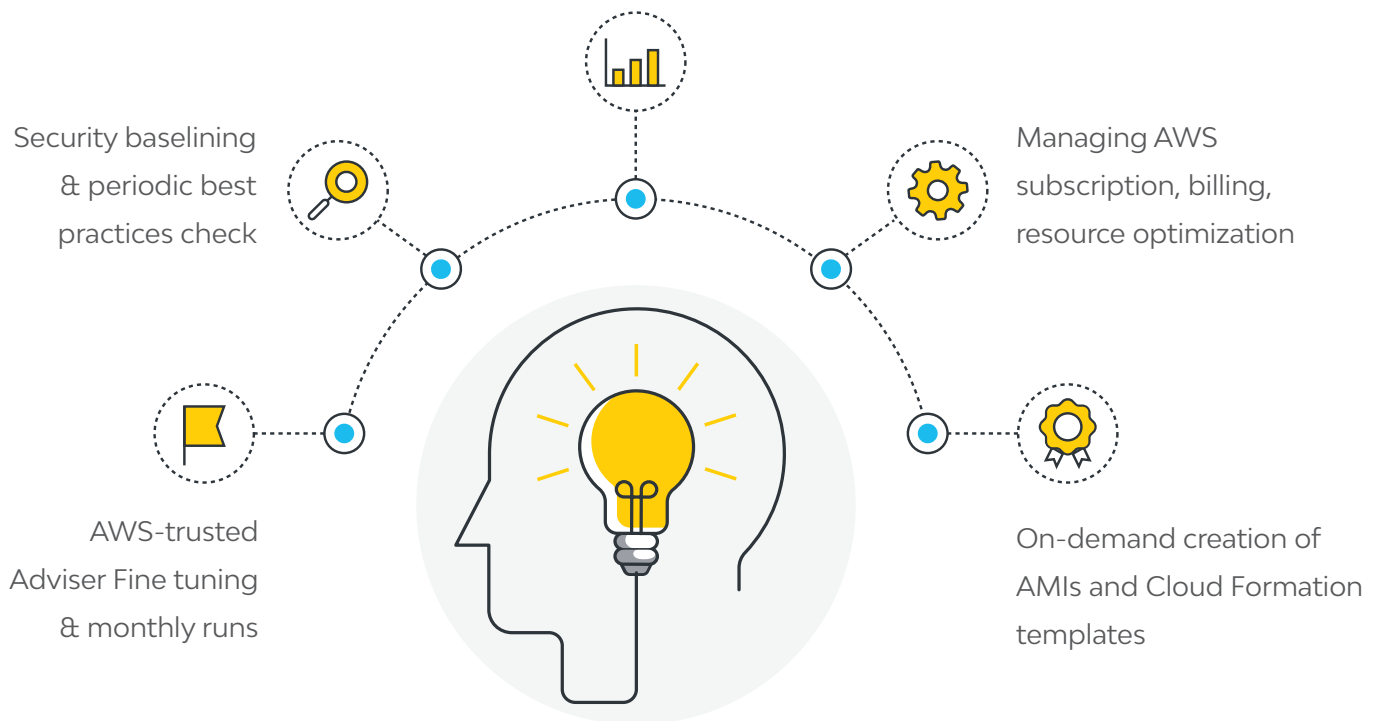 Security baselining
& periodic best
practices check
Managing AWS
subscription, billing,
resource optimization
AWS-trusted
Adviser Fine tuning
& monthly runs
On-demand creation of
AMIs and Cloud Formation
templates